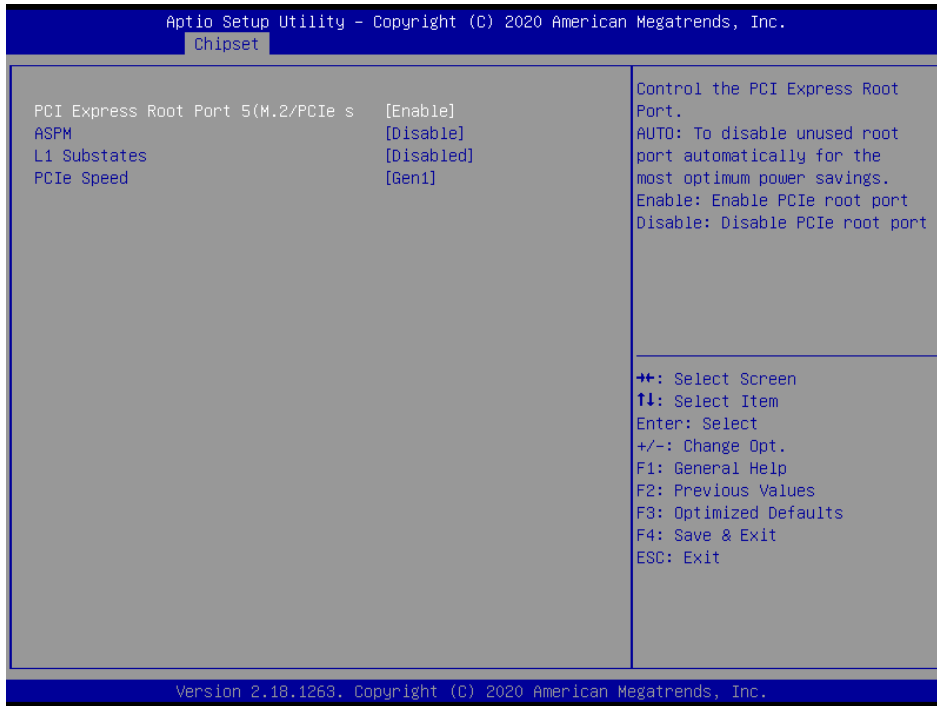 Aptio Setup Utility – Copyright (C) 2020 American Megatrends, Inc.
Chipset
PCI Express Root Port 5(M.2/PCIe s [Enable]
ASPM [Disable]
L1 Substates [Disabled]
PCIe Speed [Gen1]
Control the PCI Express Root
Port.
AUTO: To disable unused root
port automatically for the
most optimum power savings.
Enable: Enable PCIe root port
Disable: Disable PCIe root port
→←: Select Screen
↑↓: Select Item
Enter: Select
+/-: Change Opt.
F1: General Help
F2: Previous Values
F3: Optimized Defaults
F4: Save & Exit
ESC: Exit
Version 2.18.1263. Copyright (C) 2020 American Megatrends, Inc.